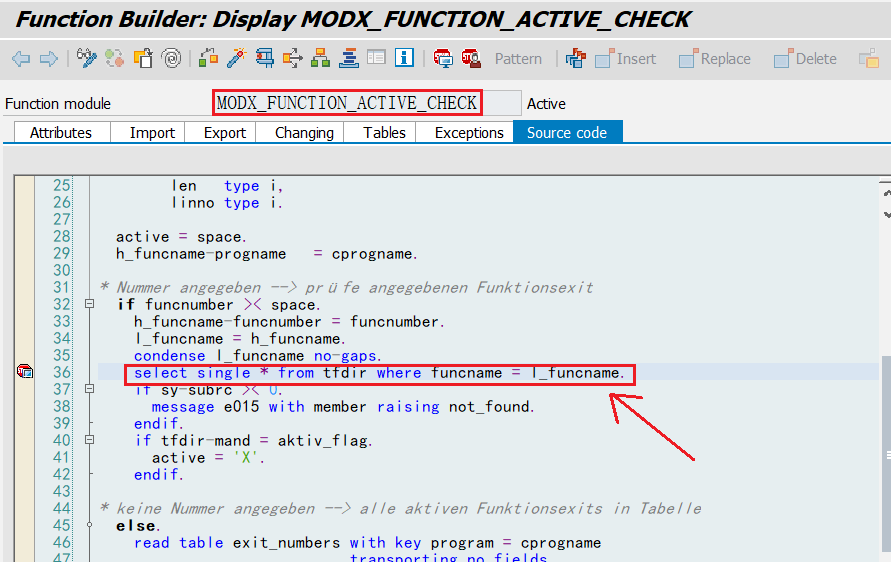 Function Builder: Display MODX_FUNCTION_ACTIVE_CHECK
Pattern Insert Replace Delete
Function module MODX_FUNCTION_ACTIVE_CHECK Active
Attributes Import Export Changing Tables Exceptions Source code
25 len type i,
26 linno type i.
27
28 active = space.
29 h_funcname-progname = cprogname.
30
31 * Nummer angegeben --> prüfe angegebenen Funktionsexit
32 if funcnumber >< space.
33 h_funcname-funcnumber = funcnumber.
34 l_funcname = h_funcname.
35 condense l_funcname no-gaps.
36 select single * from tfdir where funcname = l_funcname.
37 if sy-subrc >< 0.
38 message e015 with member raising not_found.
39 endif.
40 if tfdir-mand = aktiv_flag.
41 active = 'X'.
42 endif.
43
44 * keine Nummer angegeben --> alle aktiven Funktionsexits in Tabelle
45 else.
46 read table exit_numbers with key program = cprogname
47 transporting no fields